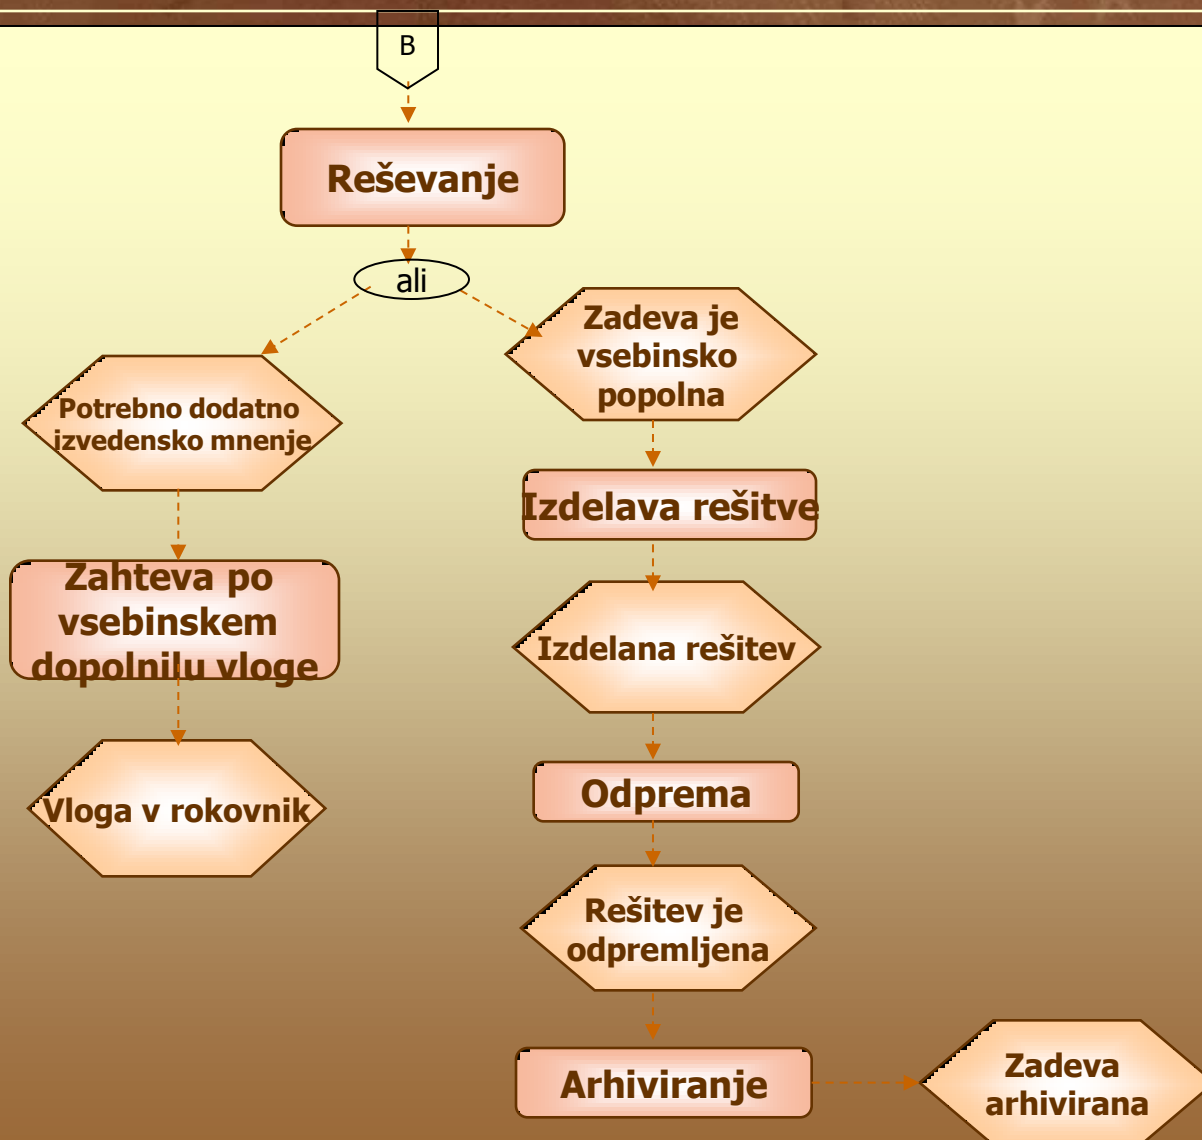 B
Reševanje
ali
Zadeva je
vsebinsko
popolna
Potrebno dodatno
izvedensko mnenje
Izdelava rešitve
Zahteva po
vsebinskem
dopolnilu vloge
Izdelana rešitev
Vloga v rokovnik
Odprema
Rešitev je
odpremljena
Arhiviranje
Zadeva
arhivirana